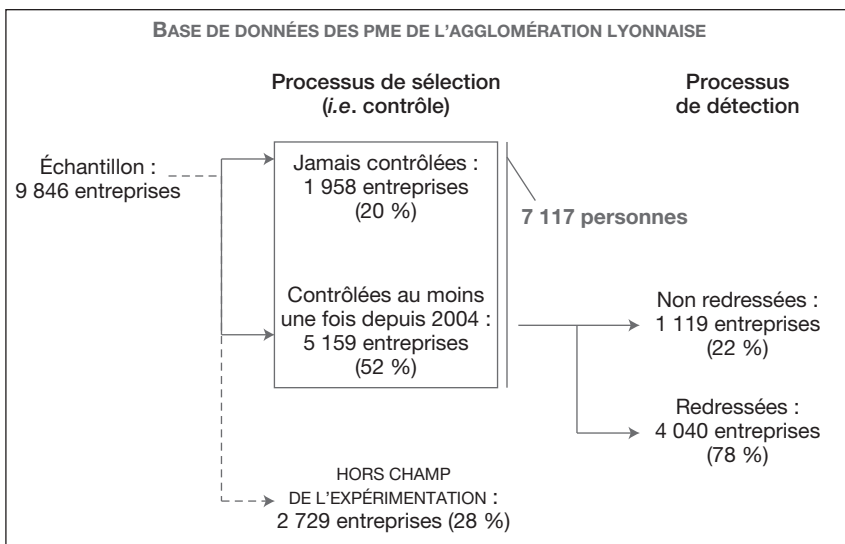 BASE DE DONNÉES DES PME DE L'AGGLOMÉRATION LYONNAISE
Processus de sélection
(i.e. contrôle)
Processus
de détection
Échantillon :
9 846 entreprises
Jamais contrôlées :
1 958 entreprises
(20 %)
7 117 personnes
Contrôlées au moins
une fois depuis 2004 :
5 159 entreprises
(52 %)
Non redressées :
1 119 entreprises
(22 %)
Redressées :
4 040 entreprises
(78 %)
HORS CHAMP
DE L'EXPÉRIMENTATION :
2 729 entreprises (28 %)